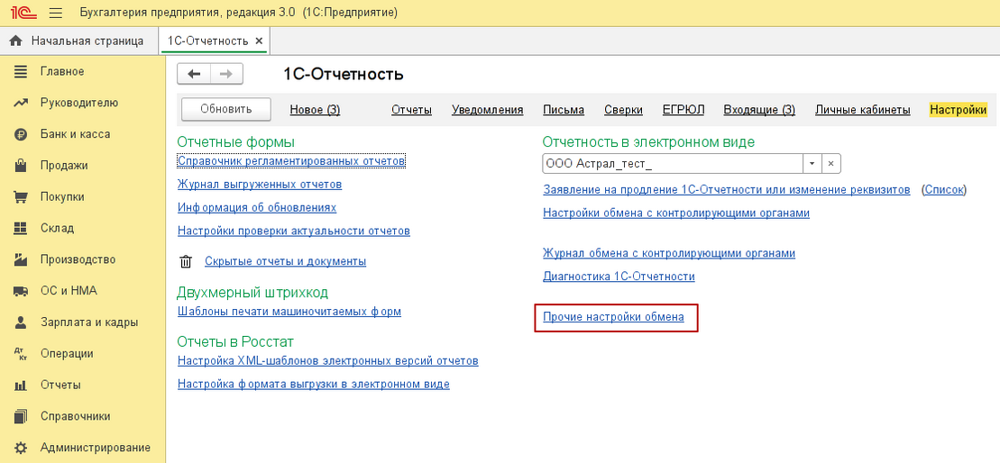 1С Бухгалтерия предприятия, редакция 3.0 (1С:Предприятие)
Начальная страница 1С-Отчетность ×
Главное
Руководителю
Банк и касса
Продажи
Покупки
Склад
Производство
ОС и НМА
Зарплата и кадры
Дт Кт Операции
Отчеты
Справочники
Администрирование
1С-Отчетность
Обновить Новое (3) Отчеты Уведомления Письма Сверки ЕГРЮЛ Входящие (3) Личные кабинеты Настройки
Отчетные формы
Справочник регламентированных отчетов
Журнал выгруженных отчетов
Информация об обновлениях
Настройки проверки актуальности отчетов
Скрытые отчеты и документы
Двухмерный штрихкод
Шаблоны печати машиночитаемых форм
Отчеты в Росстат
Настройка XML-шаблонов электронных версий отчетов
Настройка формата выгрузки в электронном виде
Отчетность в электронном виде
ООО Астрал_тест_
Заявление на продление 1С-Отчетности или изменение реквизитов (Список)
Настройки обмена с контролирующими органами
Журнал обмена с контролирующими органами
Диагностика 1С-Отчетности
Прочие настройки обмена